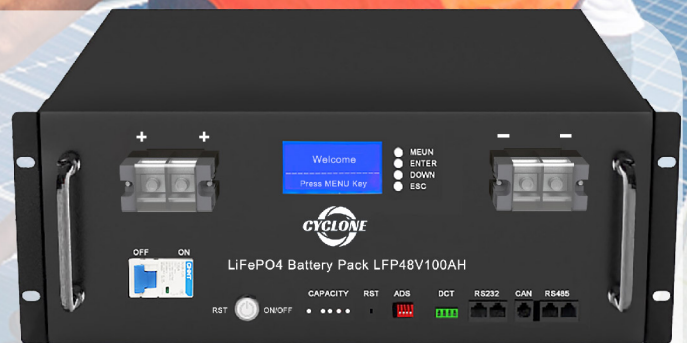 + +
- -
Welcome
Press MENU Key
MEUN
ENTER
DOWN
ESC
CYCLONE
OFF ON
LiFePO4 Battery Pack LFP48V100AH
RST ON/OFF
CAPACITY RST ADS DCT RS232 CAN RS485